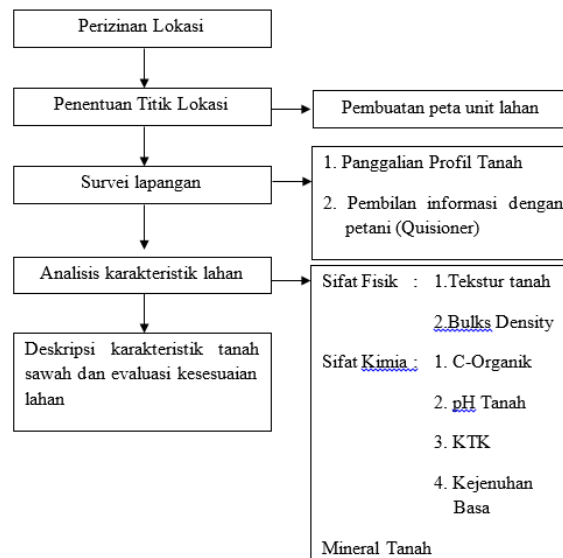 Perizinan Lokasi
Penentuan Titik Lokasi
Pembuatan peta unit lahan
Survei lapangan
1. Panggalian Profil Tanah
2. Pembilan informasi dengan
petani (Quisioner)
Analisis karakteristik lahan
Sifat Fisik : 1.Tekstur tanah
2.Bulks Density
Sifat Kimia : 1. C-Organik
2. pH Tanah
3. KTK
4. Kejenuhan
Basa
Mineral Tanah
Deskripsi karakteristik tanah
sawah dan evaluasi kesesuaian
lahan